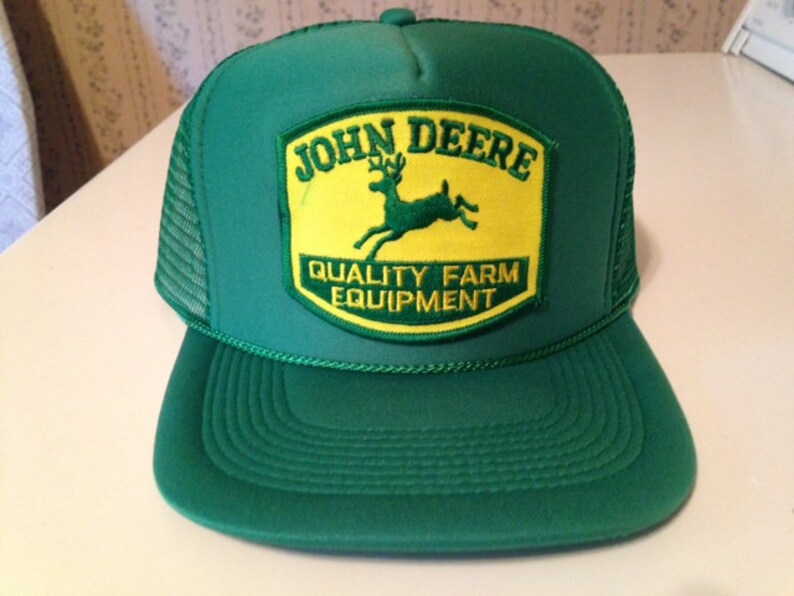 JOHN DEERE
QUALITY FARM
EQUIPMENT